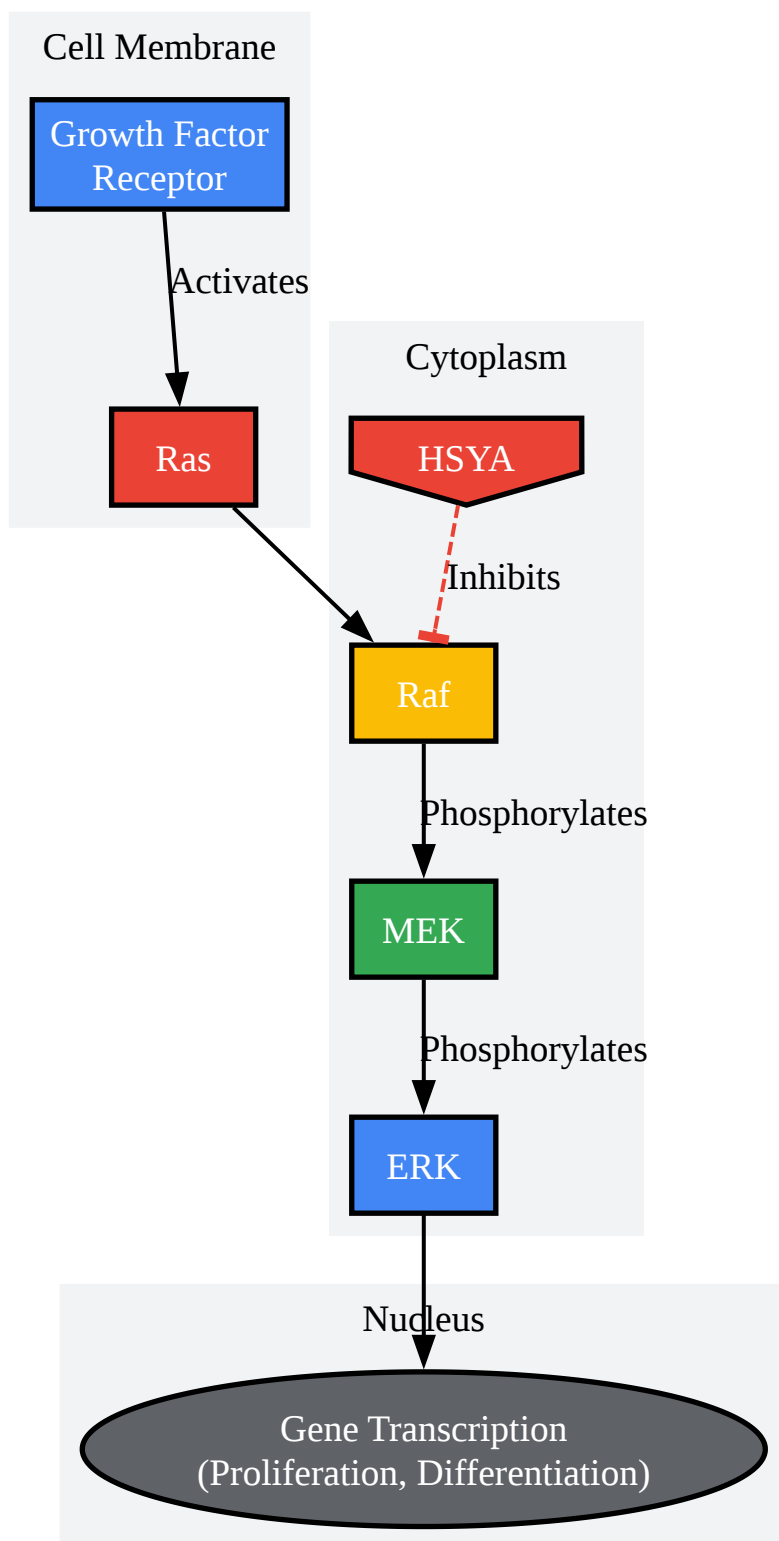 Cell Membrane
Growth Factor
Receptor
Activates
Cytoplasm
Ras
HSYA
Inhibits
Raf
Phosphorylates
MEK
Phosphorylates
ERK
Nucleus
Gene Transcription
(Proliferation, Differentiation)